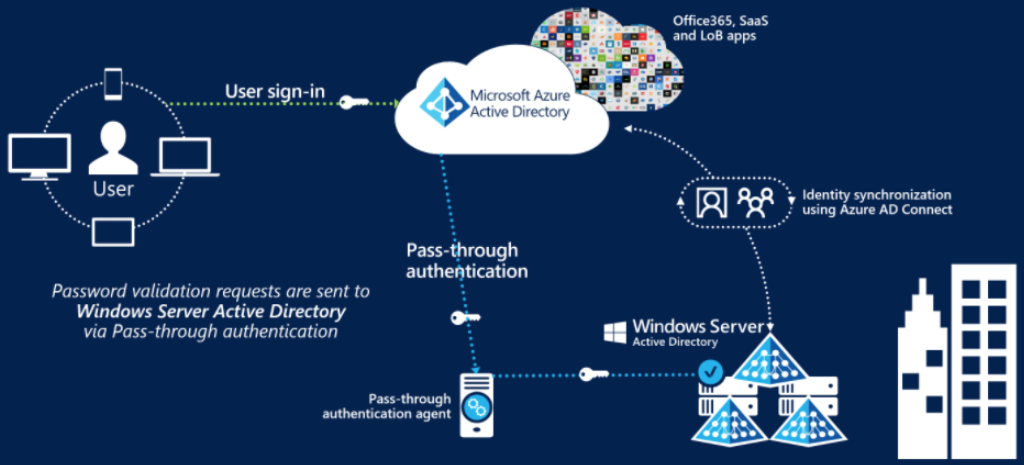 Office365, SaaS
and LoB apps
User sign-in
Microsoft Azure
Active Directory
User
Identity synchronization
using Azure AD Connect
Pass-through
authentication
Password validation requests are sent to
Windows Server Active Directory
via Pass-through authentication
Windows Server
Active Directory
Pass-through
authentication agent